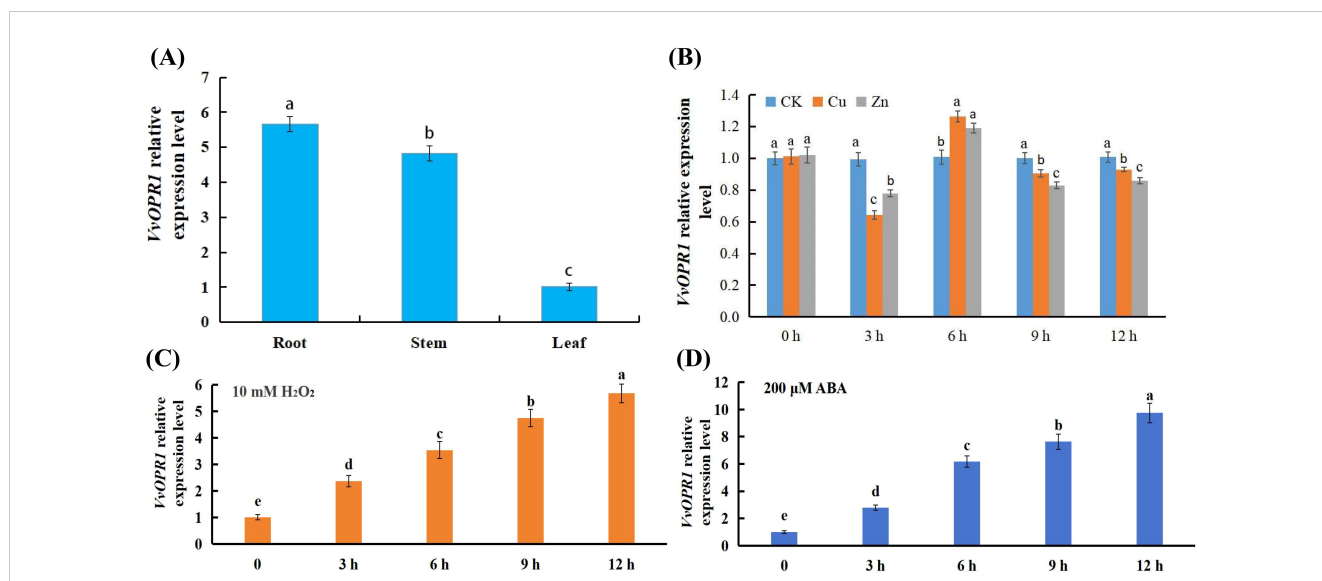 (A)
VvOPR1 relative
expression level
7
6
5
4
3
2
1
0
a
b
c
Root Stem Leaf
(B)
VvOPR1 relative expression
level
1.4
1.2
1.0
0.8
0.6
0.4
0.2
0.0
CK Cu Zn
a a a
a c b
b a a
a b c
a b c
0 h 3 h 6 h 9 h 12 h
(C)
VvOPR1 relative
expression level
6
5
4
3
2
1
0
10 mM H₂O₂
e
d
c
b
a
0 3 h 6 h 9 h 12 h
(D)
VvOPR1 relative
expression level
12
10
8
6
4
2
0
200 μM ABA
e
d
c
b
a
0 3 h 6 h 9 h 12 h